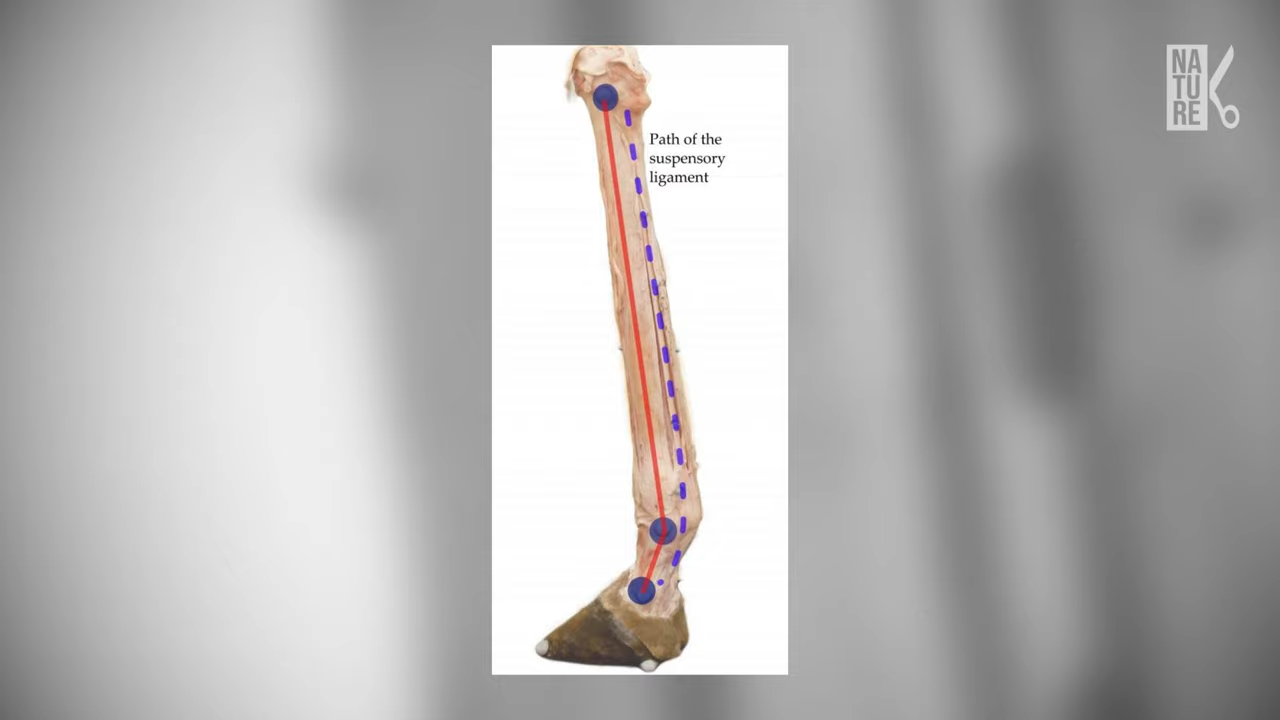 Path of the
suspensory
ligament
NA
TU
RE